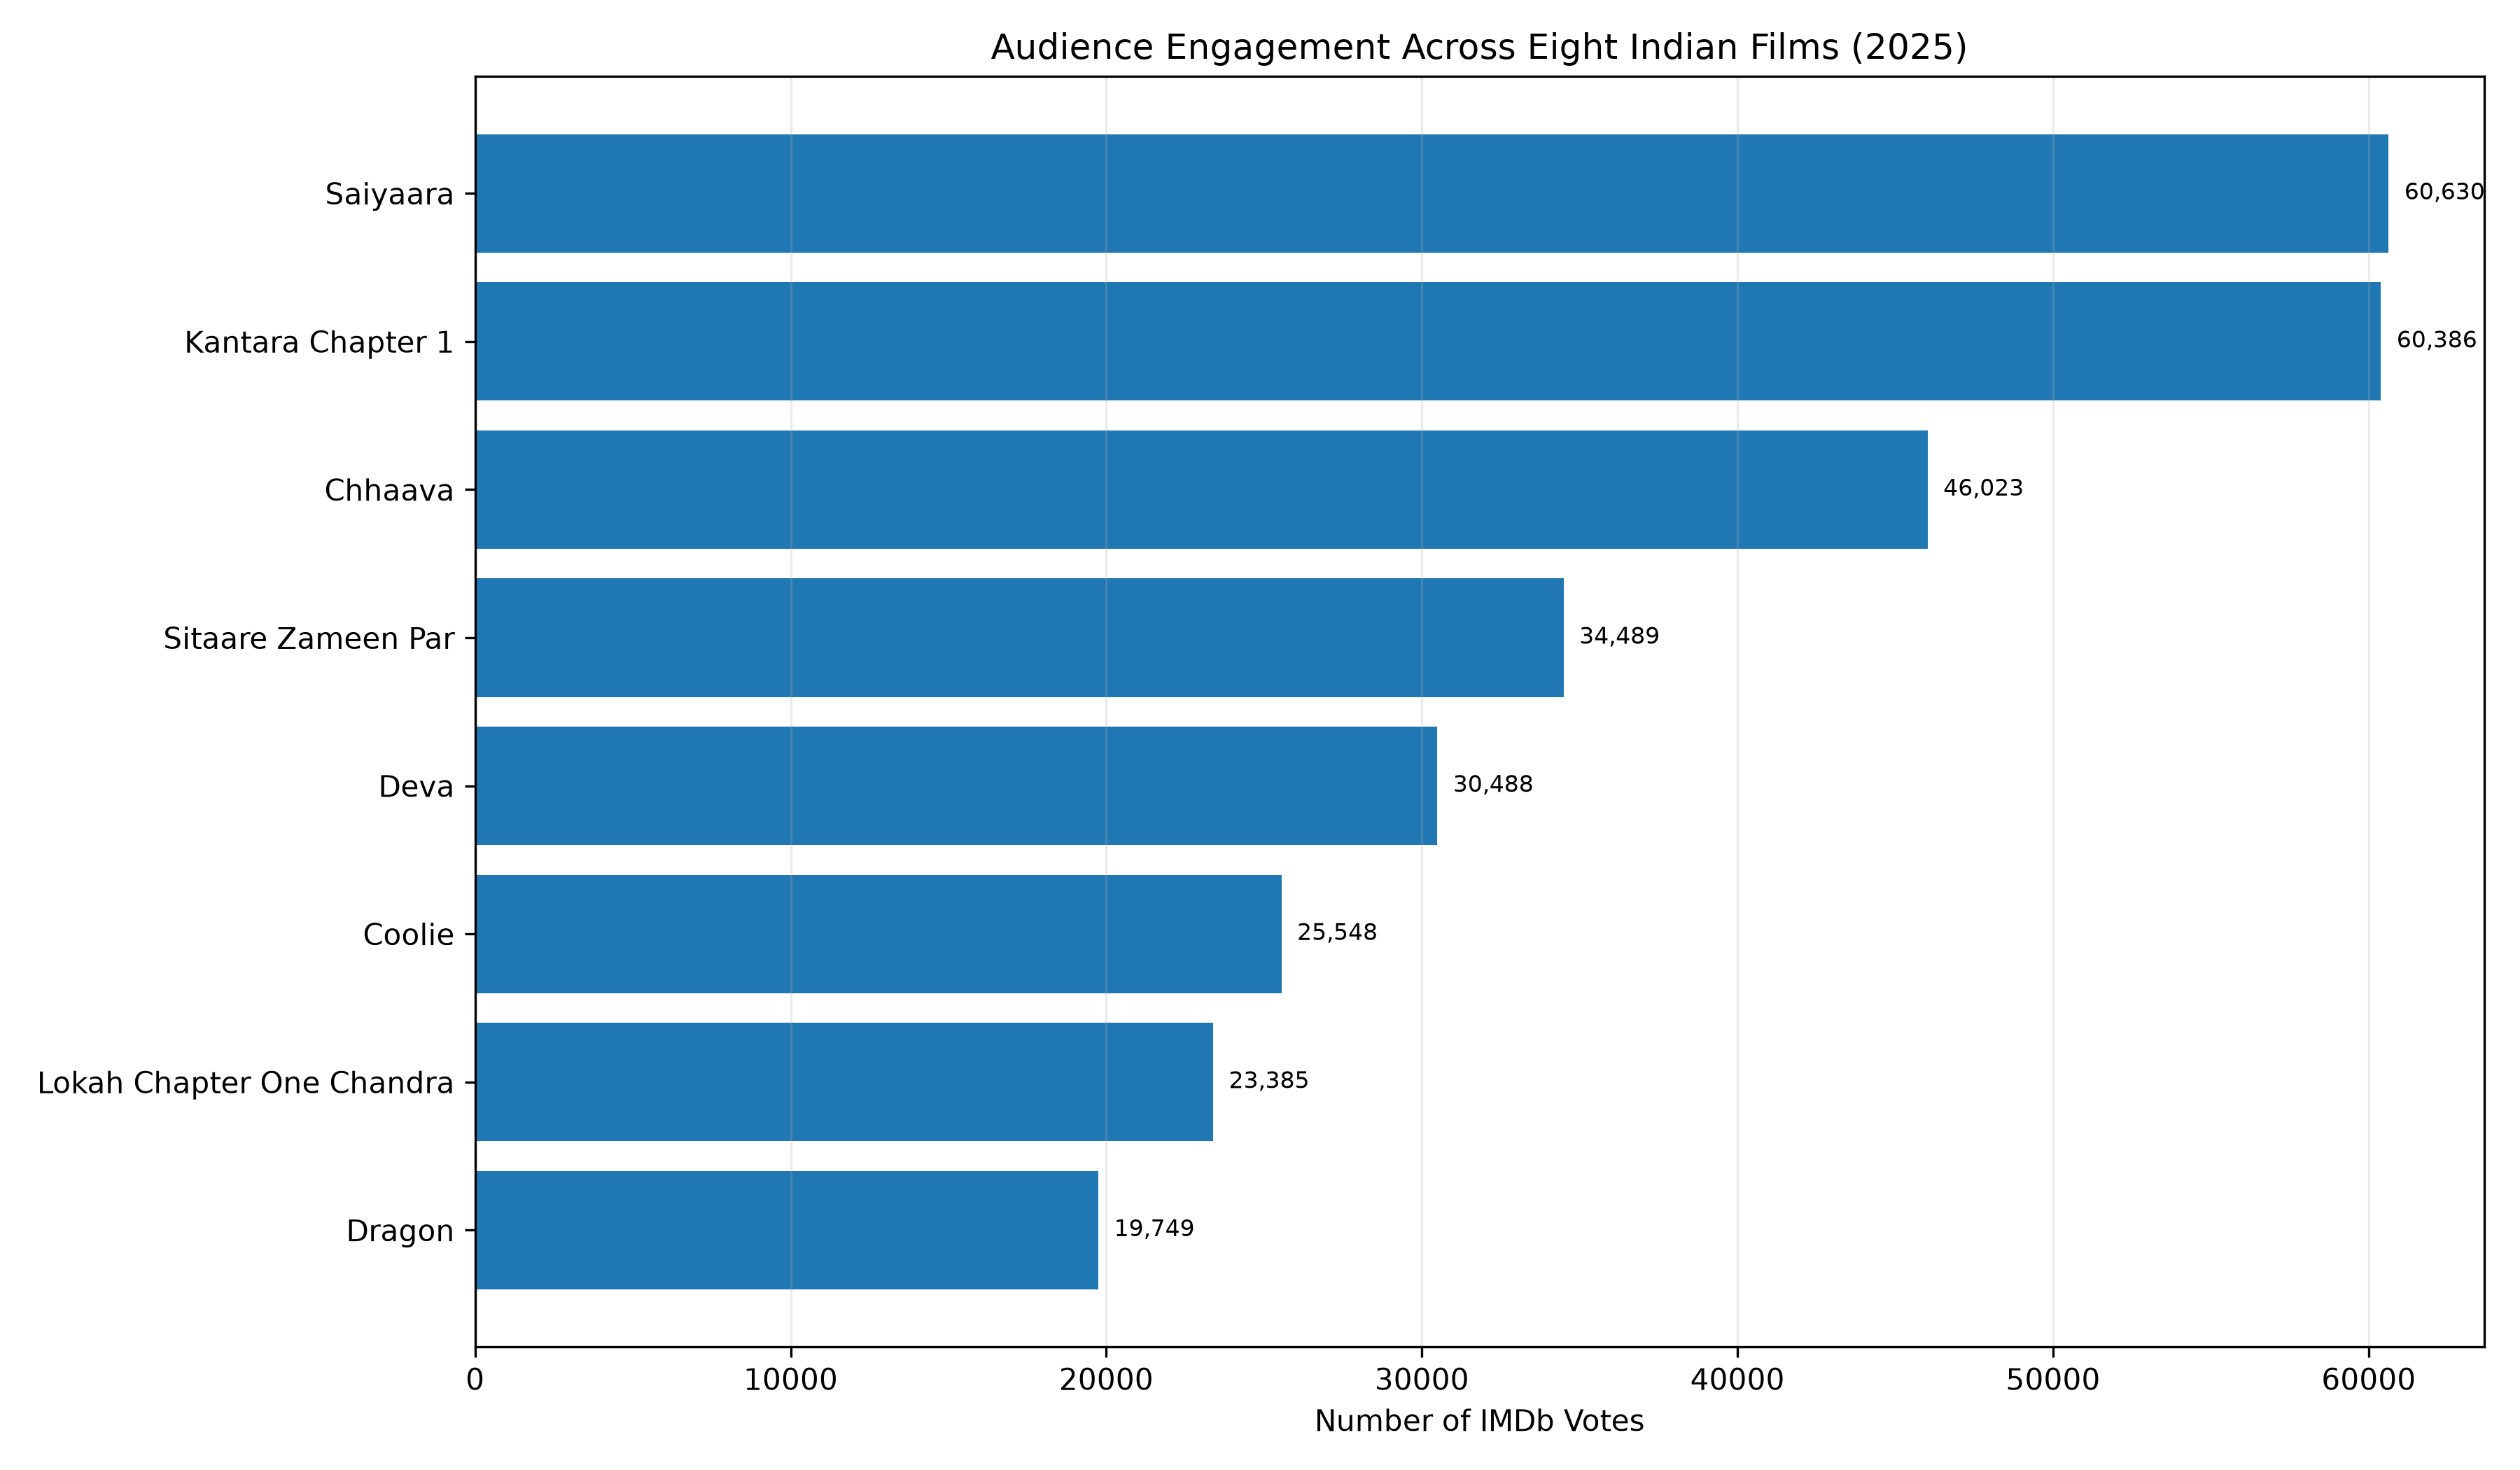 Audience Engagement Across Eight Indian Films (2025)
Saiyaara 60,630
Kantara Chapter 1 60,386
Chhaava 46,023
Sitaare Zameen Par 34,489
Deva 30,488
Coolie 25,548
Lokah Chapter One Chandra 23,385
Dragon 19,749
0 10000 20000 30000 40000 50000 60000
Number of IMDb Votes